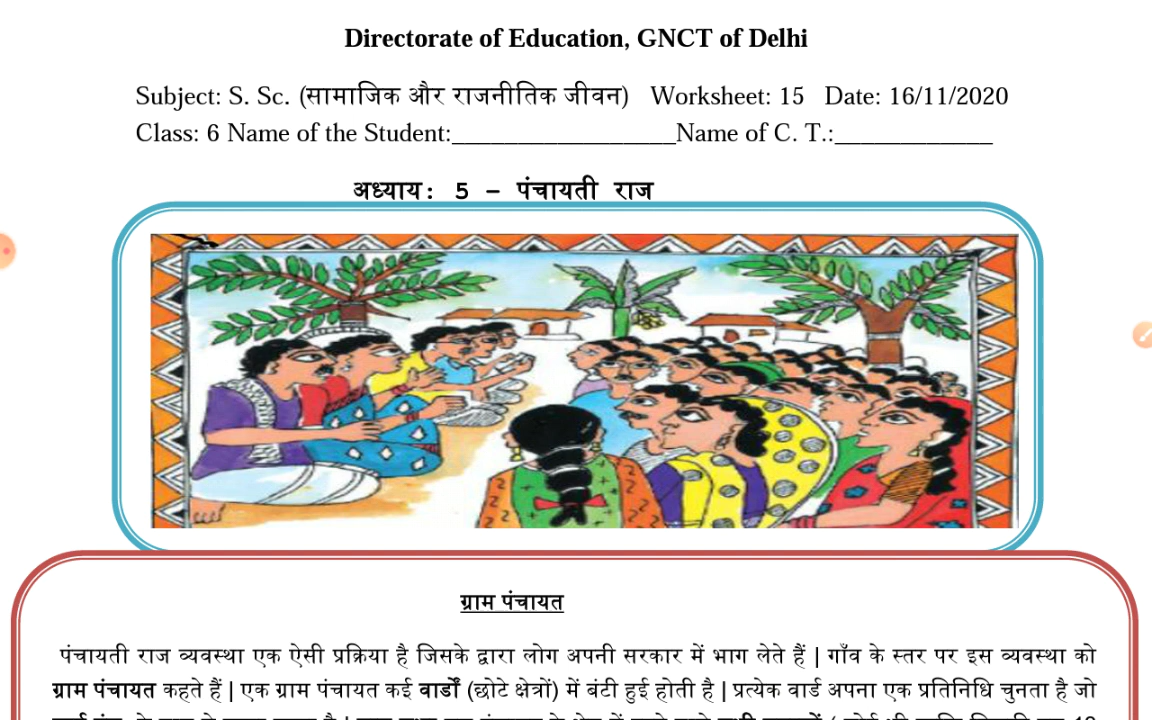 Directorate of Education, GNCT of Delhi
Subject: S. Sc. (सामाजिक और राजनीतिक जीवन) Worksheet: 15 Date: 16/11/2020
Class: 6 Name of the Student:_________________Name of C. T.:____________
अध्याय: 5 – पंचायती राज
ग्राम पंचायत
पंचायती राज व्यवस्था एक ऐसी प्रक्रिया है जिसके द्वारा लोग अपनी सरकार में भाग लेते हैं | गाँव के स्तर पर इस व्यवस्था को
ग्राम पंचायत कहते हैं | एक ग्राम पंचायत कई वार्डों (छोटे क्षेत्रों) में बंटी हुई होती है | प्रत्येक वार्ड अपना एक प्रतिनिधि चुनता है जो